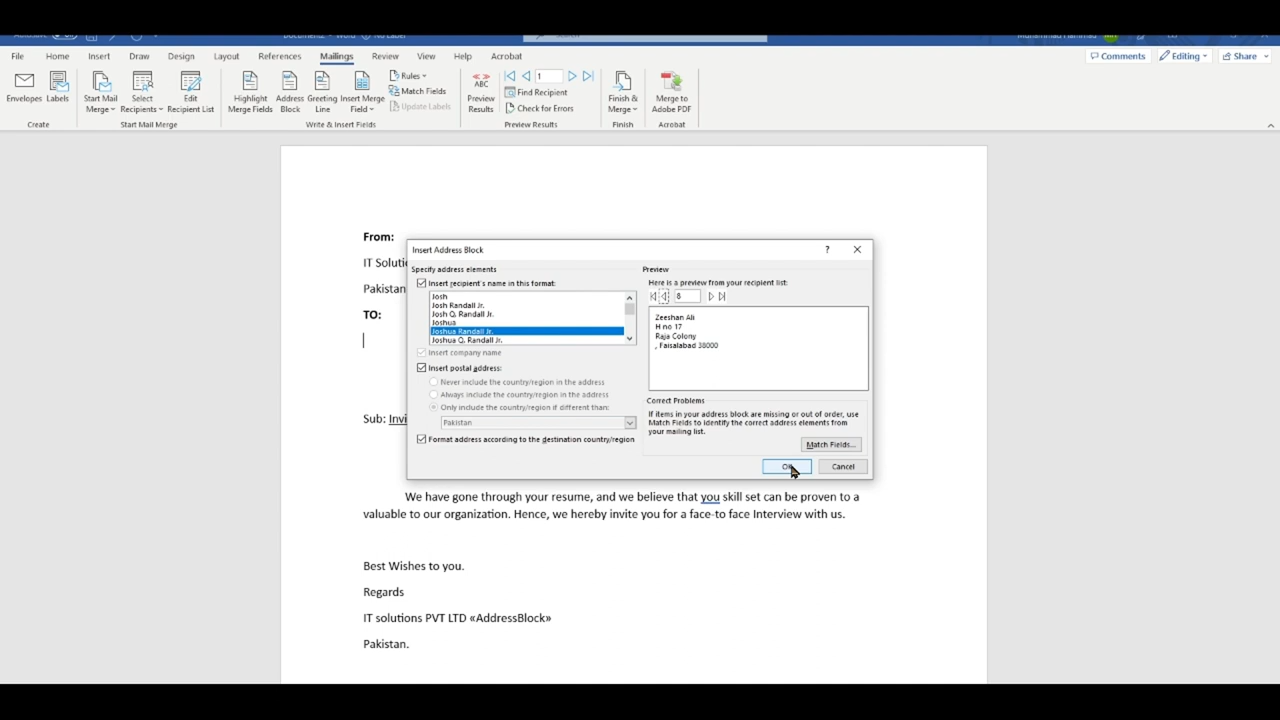 File Home Insert Draw Design Layout References Mailings Review View Help Acrobat Comments Editing Share
Envelopes Labels Start Mail Merge Select Recipients Edit Recipient List Highlight Merge Fields Address Block Greeting Line Insert Merge Field Rules Match Fields Update Labels Preview Results 1 Find Recipient Check for Errors Finish & Merge Merge to Adobe PDF
Create Start Mail Merge Write & Insert Fields Preview Results Finish Acrobat
From:
IT Soluti
Pakistan
TO:
Sub: Invi
Insert Address Block ?
Specify address elements
Insert recipient's name in this format:
Josh
Josh Randall Jr.
Josh Q. Randall Jr.
Joshua
Joshua Randall Jr.
Joshua Q. Randall Jr.
Insert company name
Insert postal address:
Never include the country/region in the address
Always include the country/region in the address
Only include the country/region if different than:
Pakistan
Format address according to the destination country/region
Preview
Here is a preview from your recipient list:
8
Zeeshan Ali
H no 17
Raja Colony
, Faisalabad 38000
Correct Problems
If items in your address block are missing or out of order, use
Match Fields to identify the correct address elements from
your mailing list.
Match Fields...
OK Cancel
We have gone through your resume, and we believe that you skill set can be proven to a
valuable to our organization. Hence, we hereby invite you for a face-to face Interview with us.
Best Wishes to you.
Regards
IT solutions PVT LTD «AddressBlock»
Pakistan.